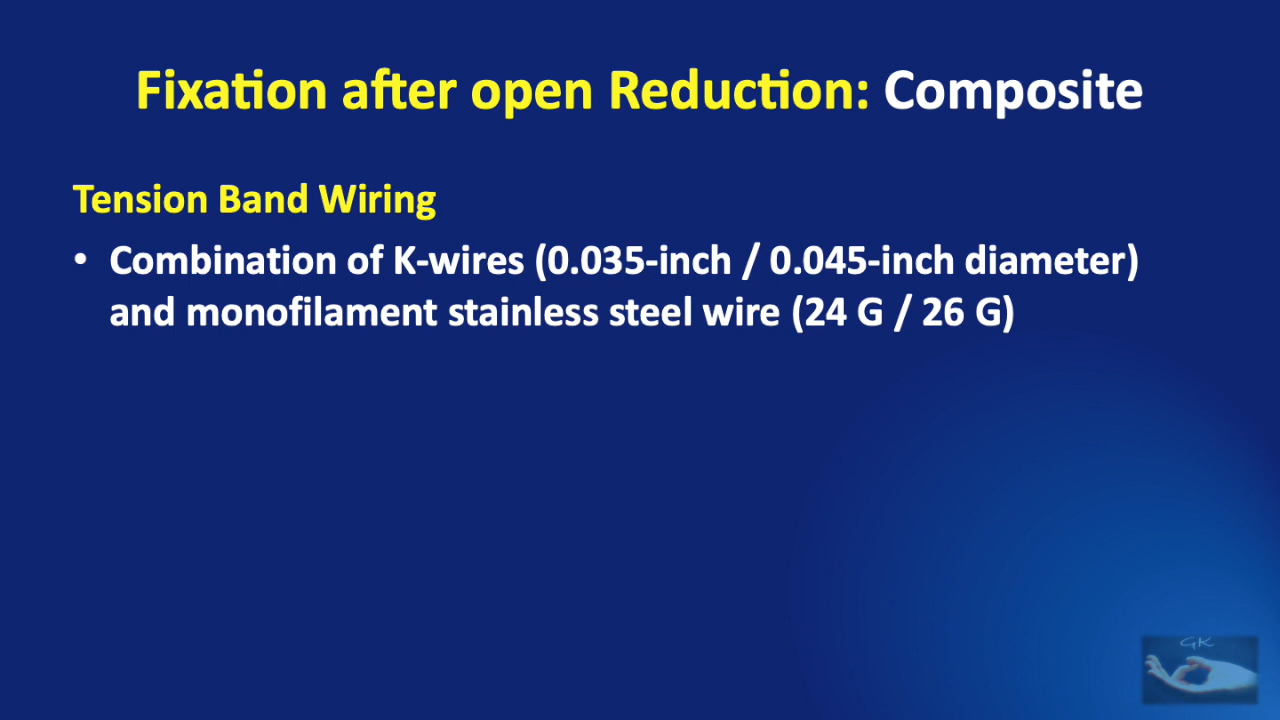 Fixation after open Reduction: Composite
Tension Band Wiring
• Combination of K-wires (0.035-inch / 0.045-inch diameter)
and monofilament stainless steel wire (24 G / 26 G)
GK